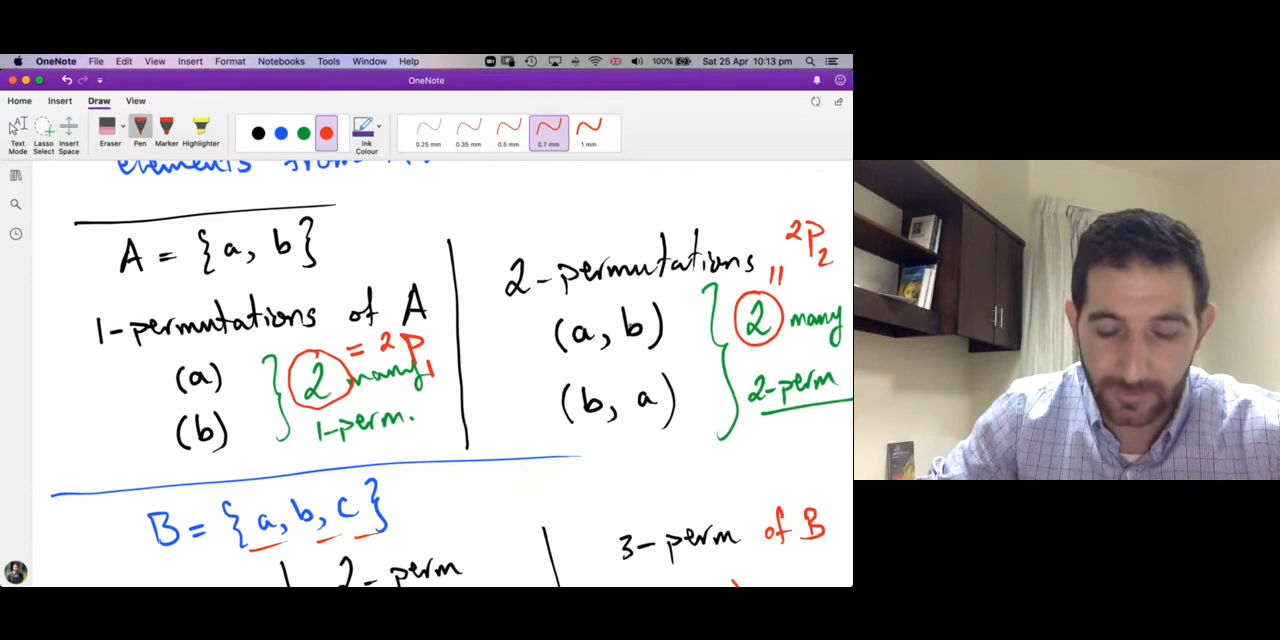 OneNote File Edit View Insert Format Notebooks Tools Window Help 100% Sat 25 Apr 10:13 pm
OneNote
Home Insert Draw View
Text Mode Lasso Select Insert Space Eraser Pen Marker Highlighter Ink Colour 0.25 mm 0.35 mm 0.5 mm 0.7 mm 1 mm
elements from
A = {a, b}
1-permutations of A
(a)
(b)
2 many
1-perm.
= ²P₁
2-permutations
(a, b)
(b, a)
2 many
2-perm
²P₂
"
B = {a, b, c}
2-perm
3-perm of B